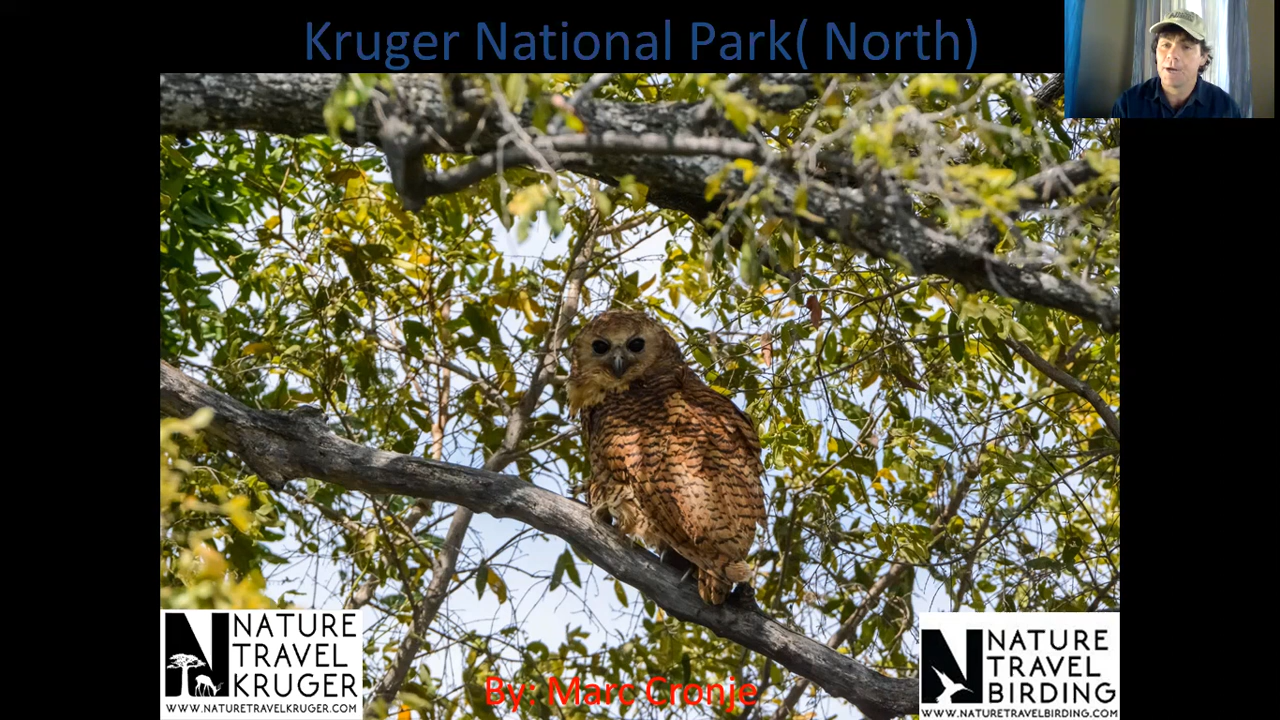 Kruger National Park( North)
NATURE
TRAVEL
KRUGER
WWW.NATURETRAVELKRUGER.COM
By: Marc Cronje
NATURE
TRAVEL
BIRDING
WWW.NATURETRAVELBIRDING.COM